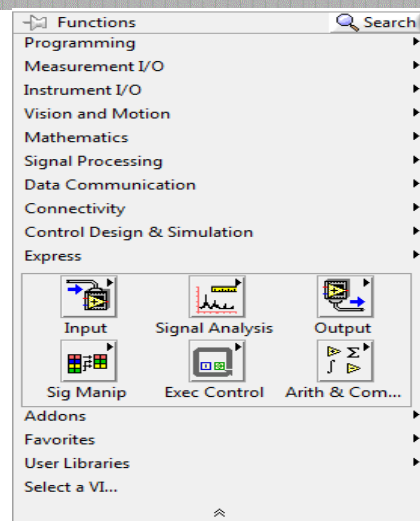 Functions Search
Programming
Measurement I/O
Instrument I/O
Vision and Motion
Mathematics
Signal Processing
Data Communication
Connectivity
Control Design & Simulation
Express
Input Signal Analysis Output
Sig Manip Exec Control Arith & Com...
Addons
Favorites
User Libraries
Select a VI...